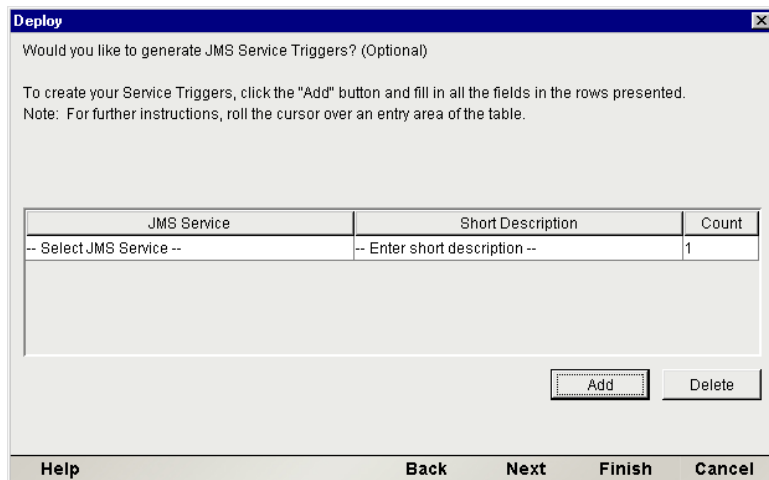 Deploy
Would you like to generate JMS Service Triggers? (Optional)
To create your Service Triggers, click the "Add" button and fill in all the fields in the rows presented.
Note: For further instructions, roll the cursor over an entry area of the table.
JMS Service Short Description Count
-- Select JMS Service -- -- Enter short description -- 1
Add Delete
Help Back Next Finish Cancel